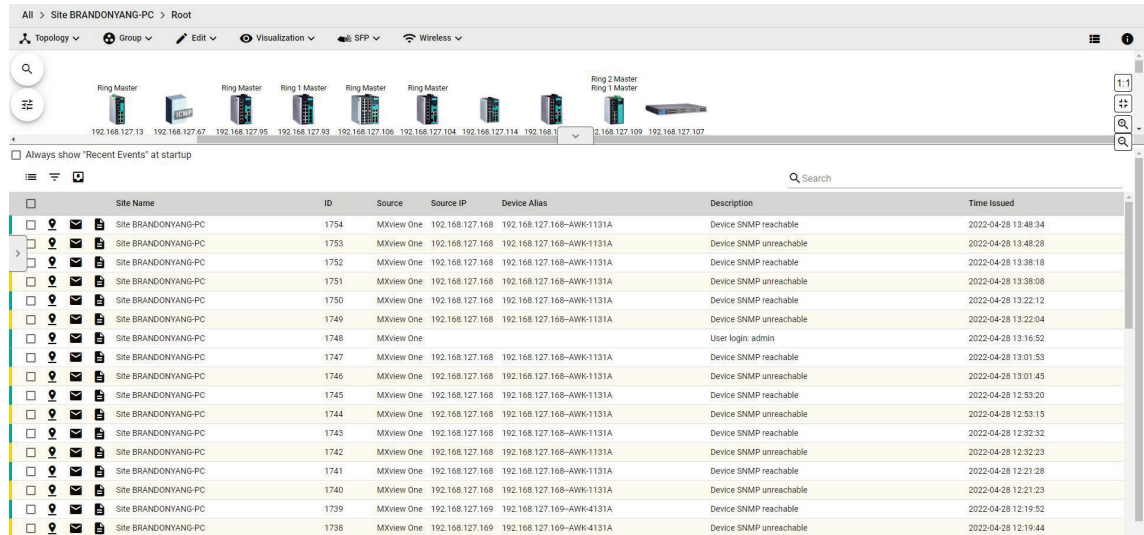 All > Site BRANDONYANG-PC > Root
Topology Group Edit Visualization SFP Wireless
Ring 2 Master
Ring Master Ring Master Ring 1 Master Ring Master Ring Master Ring 1 Master
1:1
ICMP
192.168.127.13 192.168.127.67 192.168.127.95 192.168.127.93 192.168.127.106 192.168.127.104 192.168.127.114 192.168.1 2.168.127.109 192.168.127.107
Always show "Recent Events" at startup
Search
Site Name ID Source Source IP Device Alias Description Time Issued
Site BRANDONYANG-PC 1754 MXview One 192.168.127.168 192.168.127.168--AWK-1131A Device SNMP reachable 2022-04-28 13:48:34
Site BRANDONYANG-PC 1753 MXview One 192.168.127.168 192.168.127.168--AWK-1131A Device SNMP unreachable 2022-04-28 13:48:28
Site BRANDONYANG-PC 1752 MXview One 192.168.127.168 192.168.127.168--AWK-1131A Device SNMP reachable 2022-04-28 13:38:18
Site BRANDONYANG-PC 1751 MXview One 192.168.127.168 192.168.127.168--AWK-1131A Device SNMP unreachable 2022-04-28 13:38:08
Site BRANDONYANG-PC 1750 MXview One 192.168.127.168 192.168.127.168--AWK-1131A Device SNMP reachable 2022-04-28 13:22:12
Site BRANDONYANG-PC 1749 MXview One 192.168.127.168 192.168.127.168--AWK-1131A Device SNMP unreachable 2022-04-28 13:22:04
Site BRANDONYANG-PC 1748 MXview One User login: admin 2022-04-28 13:16:52
Site BRANDONYANG-PC 1747 MXview One 192.168.127.168 192.168.127.168--AWK-1131A Device SNMP reachable 2022-04-28 13:01:53
Site BRANDONYANG-PC 1746 MXview One 192.168.127.168 192.168.127.168--AWK-1131A Device SNMP unreachable 2022-04-28 13:01:45
Site BRANDONYANG-PC 1745 MXview One 192.168.127.168 192.168.127.168--AWK-1131A Device SNMP reachable 2022-04-28 12:53:20
Site BRANDONYANG-PC 1744 MXview One 192.168.127.168 192.168.127.168--AWK-1131A Device SNMP unreachable 2022-04-28 12:53:15
Site BRANDONYANG-PC 1743 MXview One 192.168.127.168 192.168.127.168--AWK-1131A Device SNMP reachable 2022-04-28 12:32:32
Site BRANDONYANG-PC 1742 MXview One 192.168.127.168 192.168.127.168--AWK-1131A Device SNMP unreachable 2022-04-28 12:32:23
Site BRANDONYANG-PC 1741 MXview One 192.168.127.168 192.168.127.168--AWK-1131A Device SNMP reachable 2022-04-28 12:21:28
Site BRANDONYANG-PC 1740 MXview One 192.168.127.168 192.168.127.168--AWK-1131A Device SNMP unreachable 2022-04-28 12:21:23
Site BRANDONYANG-PC 1739 MXview One 192.168.127.169 192.168.127.169--AWK-4131A Device SNMP reachable 2022-04-28 12:19:52
Site BRANDONYANG-PC 1738 MXview One 192.168.127.169 192.168.127.169--AWK-4131A Device SNMP unreachable 2022-04-28 12:19:44